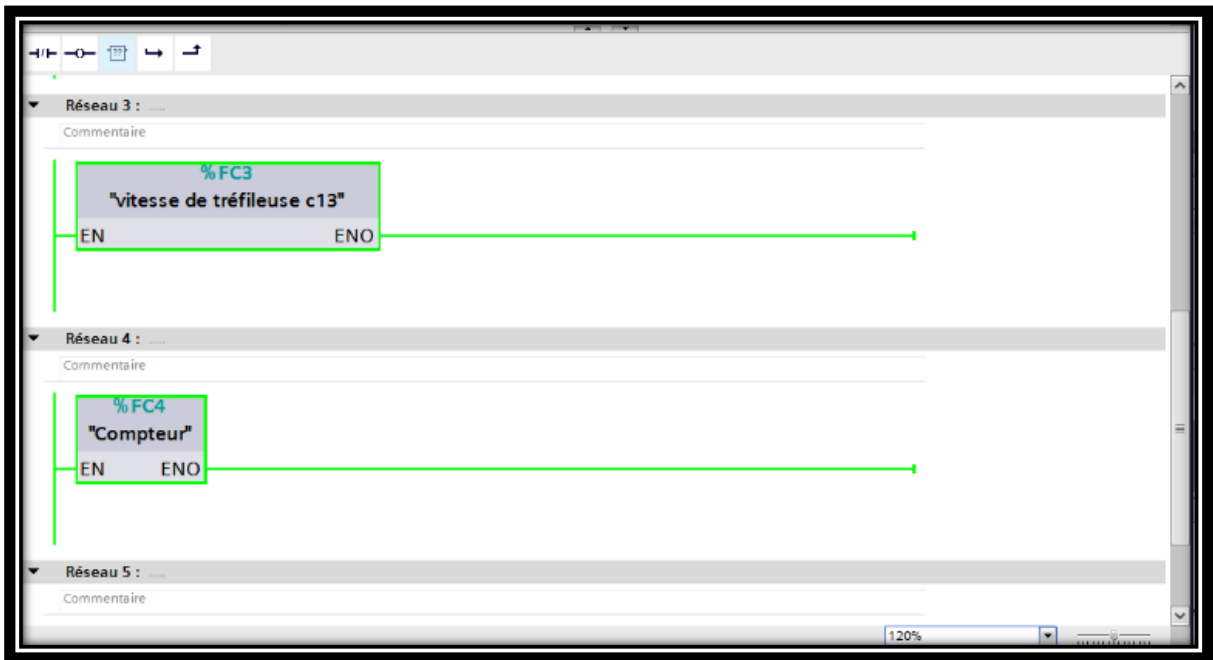 Réseau 3 : .....
Commentaire
%FC3
"vitesse de tréfileuse c13"
EN ENO
Réseau 4 : .....
Commentaire
%FC4
"Compteur"
EN ENO
Réseau 5 : .....
Commentaire
120%